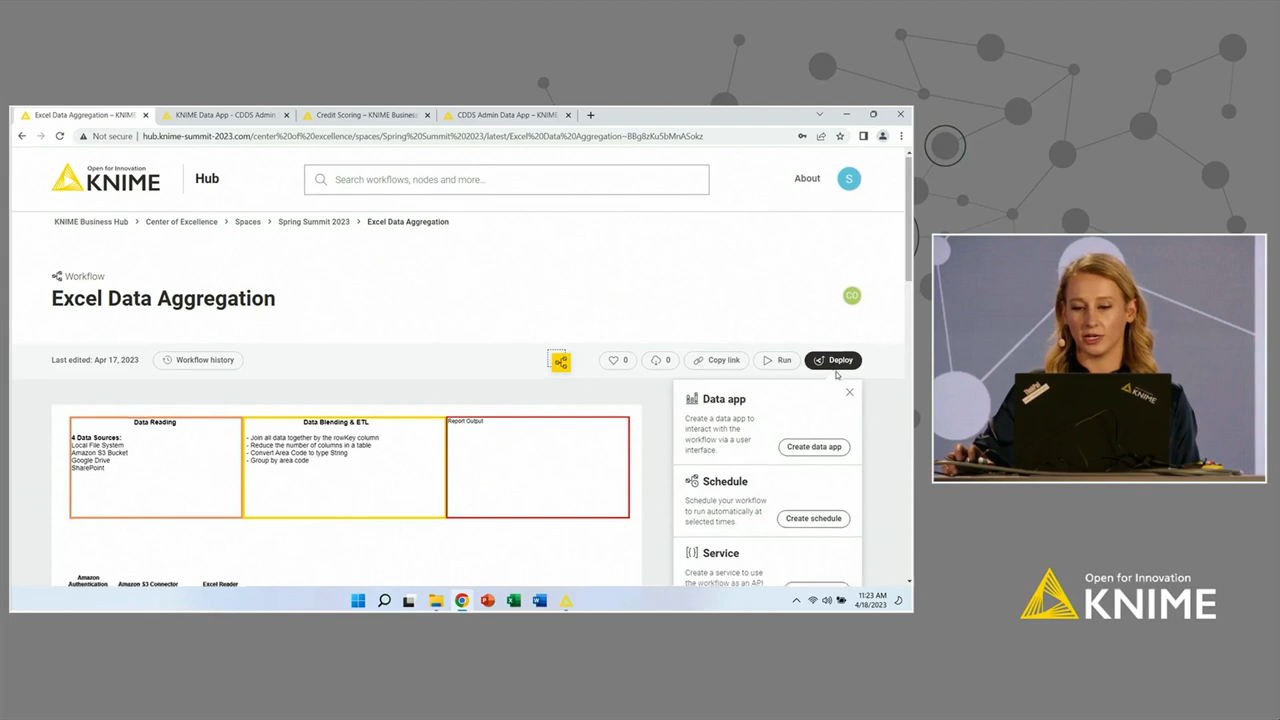 Excel Data Aggregation – KNIME
KNIME Data App - CDDS Admin
Credit Scoring – KNIME Business
CDDS Admin Data App – KNIME
Not secure
hub.knime-summit-2023.com/center%20of%20excellence/spaces/Spring%20Summit%202023/latest/Excel%20Data%20Aggregation~BBg8zKu5bMnASokz
Open for Innovation
KNIME
Hub
Search workflows, nodes and more...
About
S
KNIME Business Hub > Center of Excellence > Spaces > Spring Summit 2023 > Excel Data Aggregation
Workflow
Excel Data Aggregation
CO
Last edited: Apr 17, 2023
Workflow history
0
0
Copy link
Run
Deploy
Data app
Create a data app to
interact with the
workflow via a user
interface.
Create data app
Schedule
Schedule your workflow
to run automatically at
selected times.
Create schedule
Service
Create a service to use
the workflow as an API
Data Reading
4 Data Sources:
Local File System
Amazon S3 Bucket
Google Drive
SharePoint
Data Blending & ETL
- Join all data together by the rowKey column
- Reduce the number of columns in a table
- Convert Area Code to type String
- Group by area code
Report Output
Amazon
Authentication
Amazon S3 Connector
Excel Reader
11:23 AM
4/18/2023
ThinkPad
KNIME
Open for Innovation
KNIME